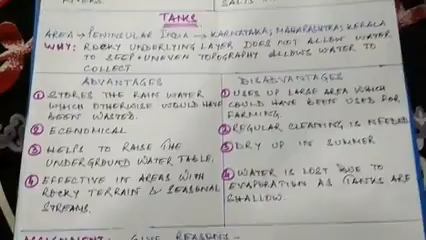 TANKS
AREA → PENINSULAR INDIA → KARNATAKA, MAHARASHTRA, KERALA
WHY: ROCKY UNDERLYING LAYER DOES NOT ALLOW WATER
TO SEEP. UNEVEN TOPOGRAPHY ALLOWS WATER TO
COLLECT
ADVANTAGES
① STORES THE RAIN WATER
WHICH OTHERWISE WOULD HAVE
BEEN WASTED.
② ECONOMICAL
③ HELPS TO RAISE THE
UNDERGROUND WATER TABLE.
④ EFFECTIVE IN AREAS WITH
ROCKY TERRAIN & SEASONAL
STREAMS.
DISADVANTAGES
① USES UP LARGE AREA WHICH
COULD HAVE BEEN USED FOR
FARMING.
② REGULAR CLEANING IS NEEDED
③ DRY UP IN SUMMER
④ WATER IS LOST DUE TO
EVAPORATION AS TANKS ARE
SHALLOW.
ASSIGNMENT: GIVE REASONS -